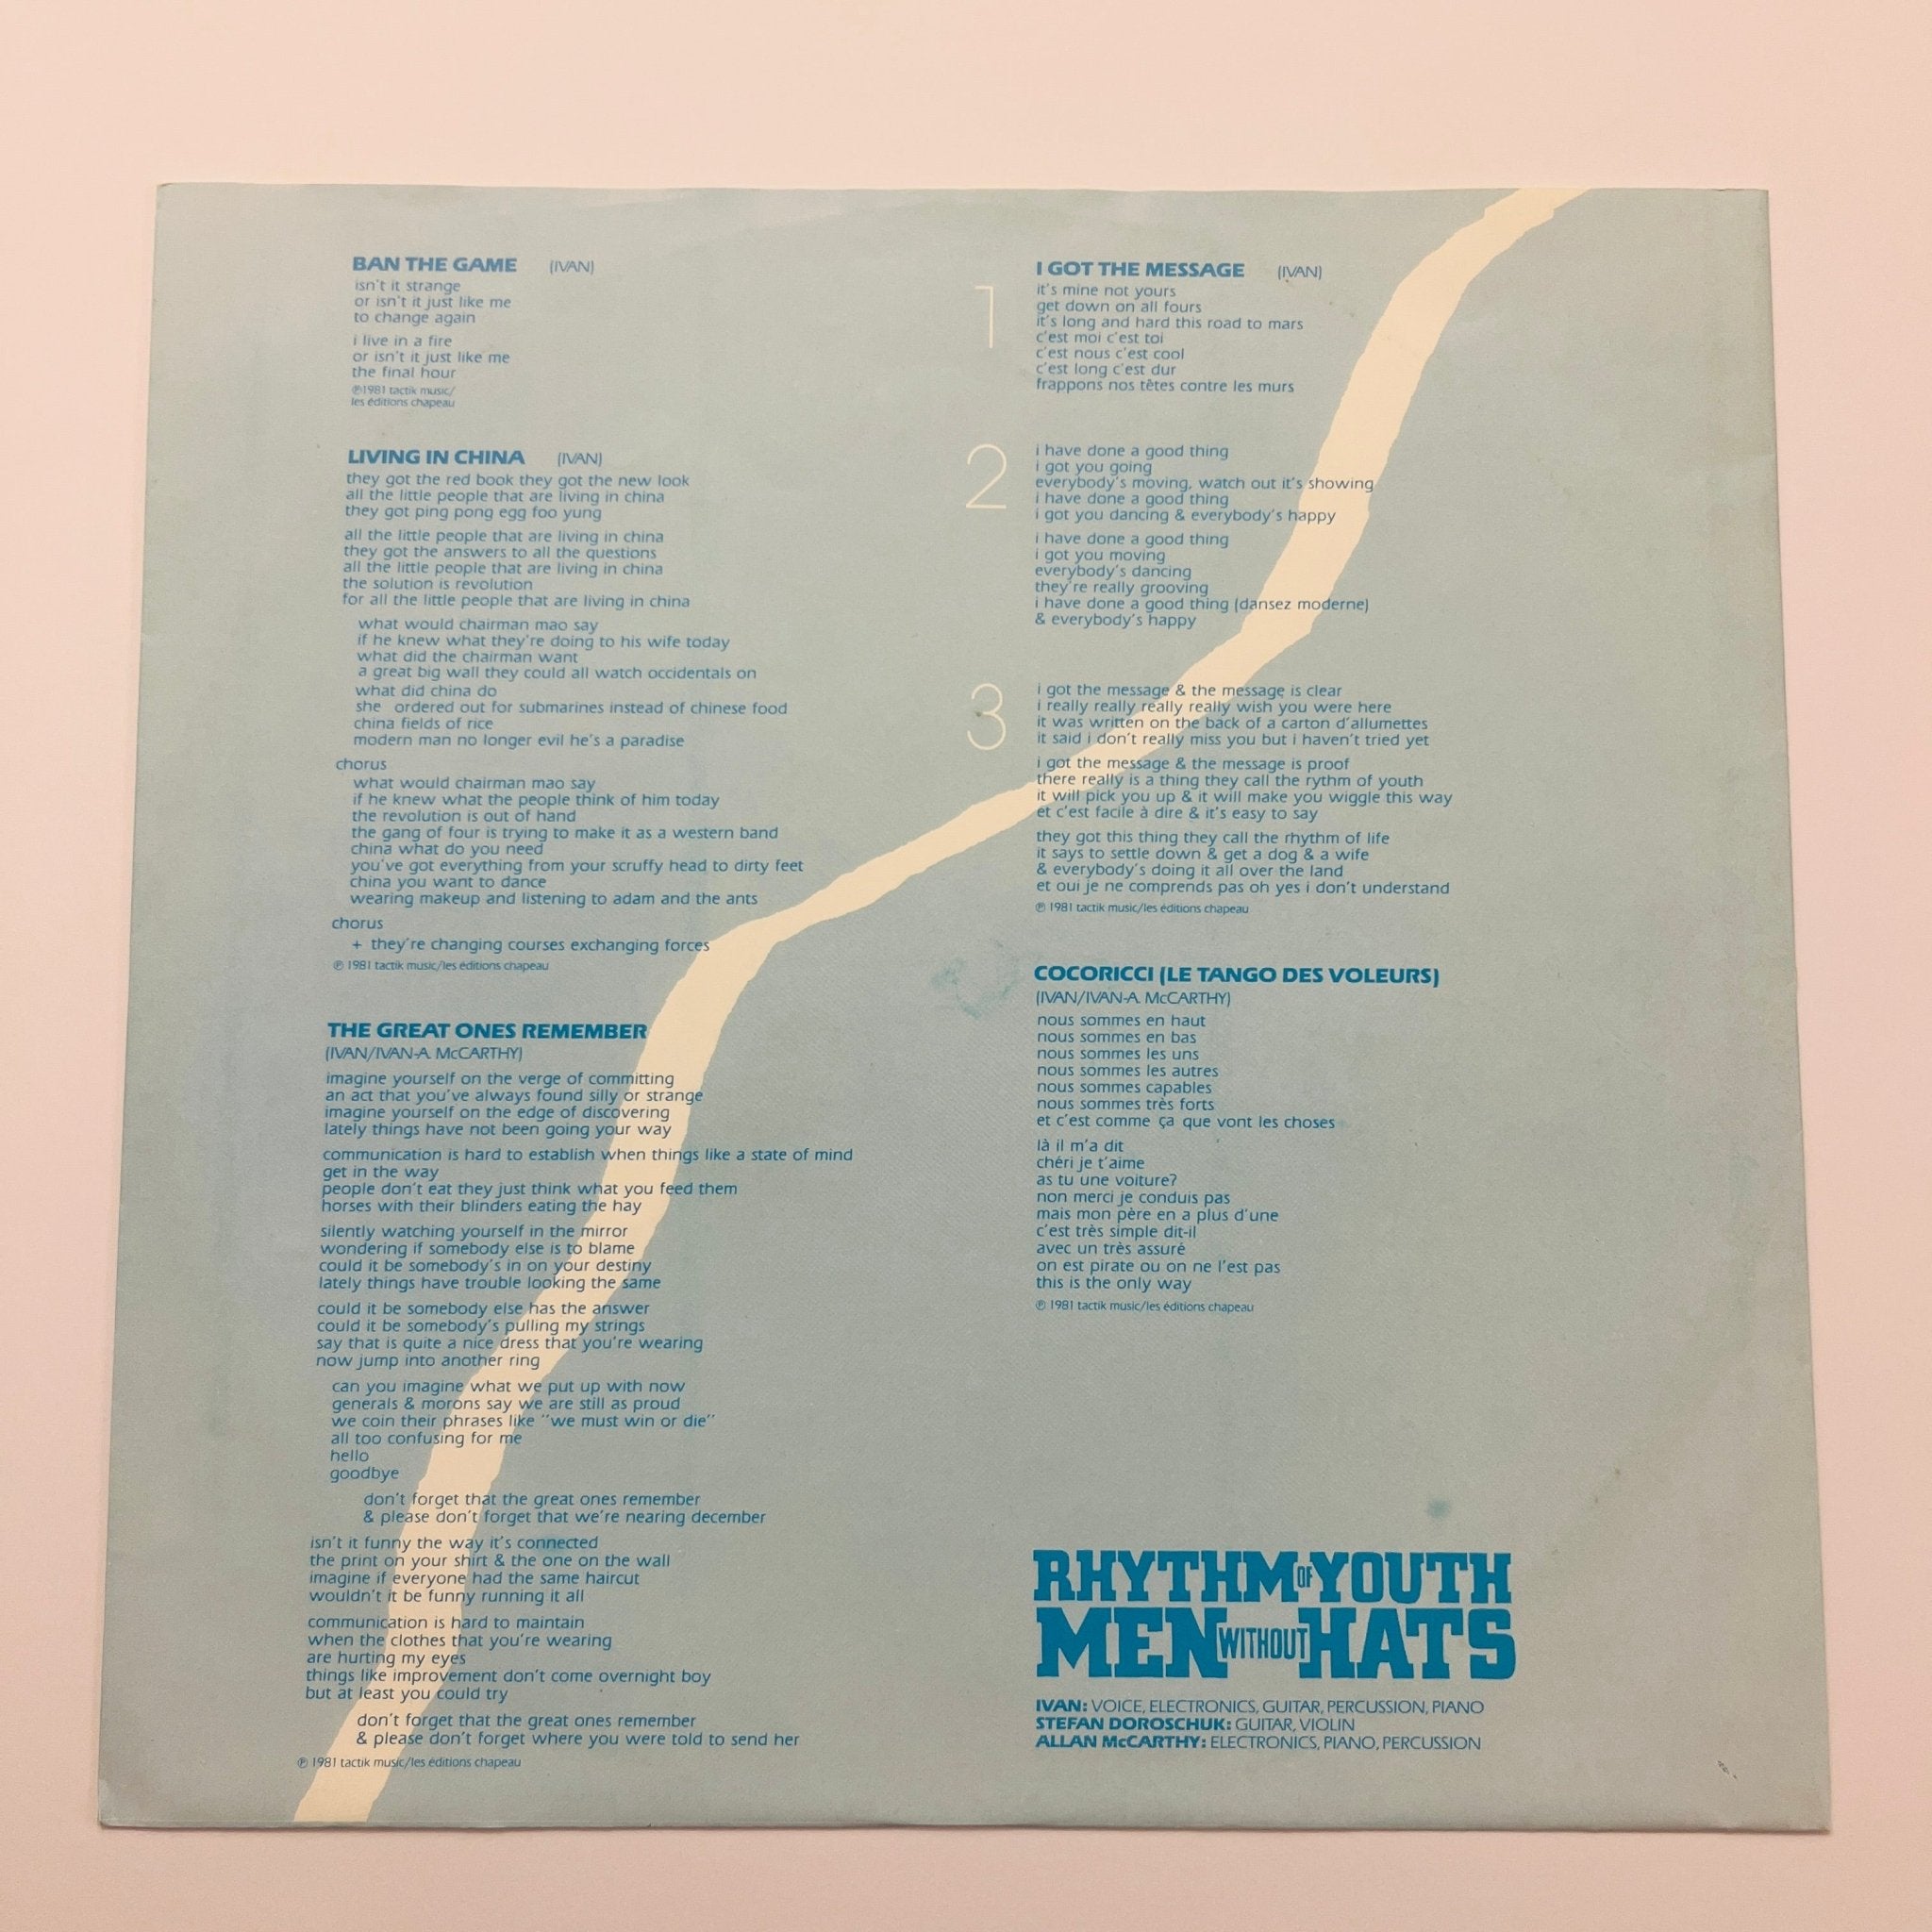 BAN THE GAME (IVAN)
isn't it strange
or isn't it just like me
to change again
i live in a fire
or isn't it just like me
the final hour
℗1981 tactik music/
les éditions chapeau
LIVING IN CHINA (IVAN)
they got the red book they got the new look
all the little people that are living in china
they got ping pong egg foo yung
all the little people that are living in china
they got the answers to all the questions
all the little people that are living in china
the solution is revolution
for all the little people that are living in china
what would chairman mao say
if he knew what they're doing to his wife today
what did the chairman want
a great big wall they could all watch occidentals on
what did china do
she ordered out for submarines instead of chinese food
china fields of rice
modern man no longer evil he's a paradise
chorus
what would chairman mao say
if he knew what the people think of him today
the revolution is out of hand
the gang of four is trying to make it as a western band
china what do you need
you've got everything from your scruffy head to dirty feet
china you want to dance
wearing makeup and listening to adam and the ants
chorus
+ they're changing courses exchanging forces
℗ 1981 tactik music/les éditions chapeau
THE GREAT ONES REMEMBER
(IVAN/IVAN-A. McCARTHY)
imagine yourself on the verge of committing
an act that you've always found silly or strange
imagine yourself on the edge of discovering
lately things have not been going your way
communication is hard to establish when things like a state of mind
get in the way
people don't eat they just think what you feed them
horses with their blinders eating the hay
silently watching yourself in the mirror
wondering if somebody else is to blame
could it be somebody's in on your destiny
lately things have trouble looking the same
could it be somebody else has the answer
could it be somebody's pulling my strings
say that is quite a nice dress that you're wearing
now jump into another ring
can you imagine what we put up with now
generals & morons say we are still as proud
we coin their phrases like "we must win or die"
all too confusing for me
hello
goodbye
don't forget that the great ones remember
& please don't forget that we're nearing december
isn't it funny the way it's connected
the print on your shirt & the one on the wall
imagine if everyone had the same haircut
wouldn't it be funny running it all
communication is hard to maintain
when the clothes that you're wearing
are hurting my eyes
things like improvement don't come overnight boy
but at least you could try
don't forget that the great ones remember
& please don't forget where you were told to send her
℗ 1981 tactik music/les éditions chapeau
I GOT THE MESSAGE (IVAN)
1
it's mine not yours
get down on all fours
it's long and hard this road to mars
c'est moi c'est toi
c'est nous c'est cool
c'est long c'est dur
frappons nos têtes contre les murs
2
i have done a good thing
i got you going
everybody's moving, watch out it's showing
i have done a good thing
i got you dancing & everybody's happy
i have done a good thing
i got you moving
everybody's dancing
they're really grooving
i have done a good thing (dansez moderne)
& everybody's happy
3
i got the message & the message is clear
i really really really really wish you were here
it was written on the back of a carton d'allumettes
it said i don't really miss you but i haven't tried yet
i got the message & the message is proof
there really is a thing they call the rythm of youth
it will pick you up & it will make you wiggle this way
et c'est facile à dire & it's easy to say
they got this thing they call the rhythm of life
it says to settle down & get a dog & a wife
& everybody's doing it all over the land
et oui je ne comprends pas oh yes i don't understand
℗ 1981 tactik music/les éditions chapeau
COCORICCI (LE TANGO DES VOLEURS)
(IVAN/IVAN-A. McCARTHY)
nous sommes en haut
nous sommes en bas
nous sommes les uns
nous sommes les autres
nous sommes capables
nous sommes très forts
et c'est comme ça que vont les choses
là il m'a dit
chéri je t'aime
as tu une voiture?
non merci je conduis pas
mais mon père en a plus d'une
c'est très simple dit-il
avec un très assuré
on est pirate ou on ne l'est pas
this is the only way
℗ 1981 tactik music/les éditions chapeau
RHYTHM OF YOUTH
MEN WITHOUT HATS
IVAN: VOICE, ELECTRONICS, GUITAR, PERCUSSION, PIANO
STEFAN DOROSCHUK: GUITAR, VIOLIN
ALLAN McCARTHY: ELECTRONICS, PIANO, PERCUSSION